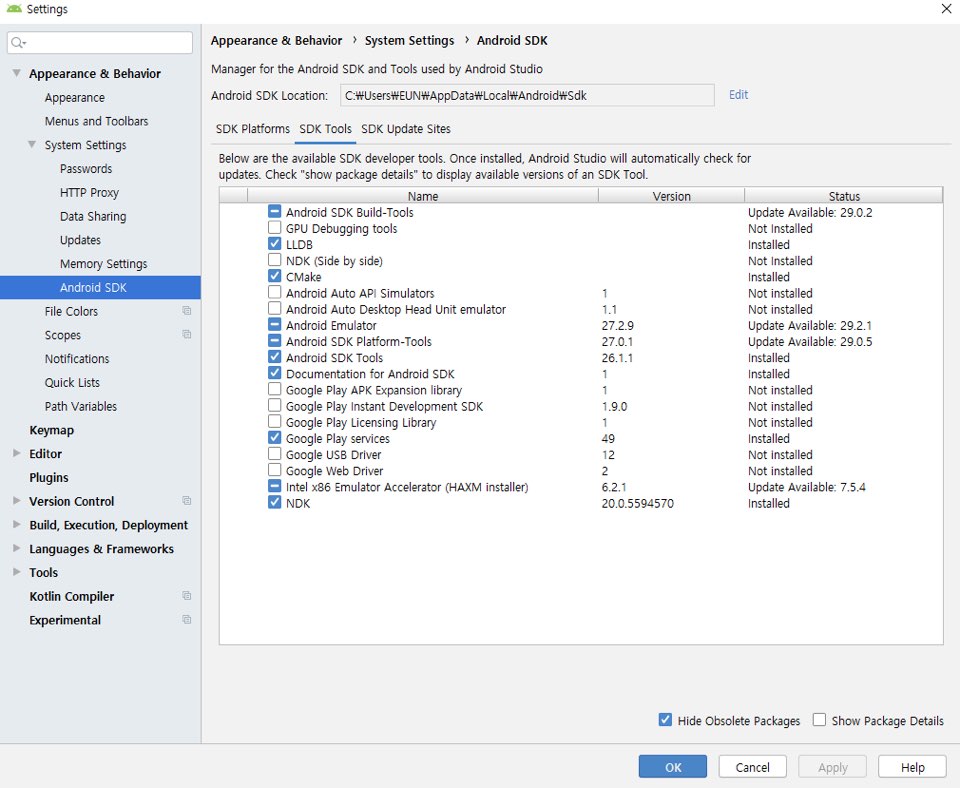 Settings
Appearance & Behavior
Appearance
Menus and Toolbars
System Settings
Passwords
HTTP Proxy
Data Sharing
Updates
Memory Settings
Android SDK
File Colors
Scopes
Notifications
Quick Lists
Path Variables
Keymap
Editor
Plugins
Version Control
Build, Execution, Deployment
Languages & Frameworks
Tools
Kotlin Compiler
Experimental
Appearance & Behavior › System Settings › Android SDK
Manager for the Android SDK and Tools used by Android Studio
Android SDK Location: C:₩Users₩EUN₩AppData₩Local₩Android₩Sdk Edit
SDK Platforms SDK Tools SDK Update Sites
Below are the available SDK developer tools. Once installed, Android Studio will automatically check for
updates. Check "show package details" to display available versions of an SDK Tool.
Name Version Status
Android SDK Build-Tools Update Available: 29.0.2
GPU Debugging tools Not Installed
LLDB Installed
NDK (Side by side) Not Installed
CMake Installed
Android Auto API Simulators 1 Not installed
Android Auto Desktop Head Unit emulator 1.1 Not installed
Android Emulator 27.2.9 Update Available: 29.2.1
Android SDK Platform-Tools 27.0.1 Update Available: 29.0.5
Android SDK Tools 26.1.1 Installed
Documentation for Android SDK 1 Installed
Google Play APK Expansion library 1 Not installed
Google Play Instant Development SDK 1.9.0 Not installed
Google Play Licensing Library 1 Not installed
Google Play services 49 Installed
Google USB Driver 12 Not installed
Google Web Driver 2 Not installed
Intel x86 Emulator Accelerator (HAXM installer) 6.2.1 Update Available: 7.5.4
NDK 20.0.5594570 Installed
Hide Obsolete Packages Show Package Details
OK Cancel Apply Help